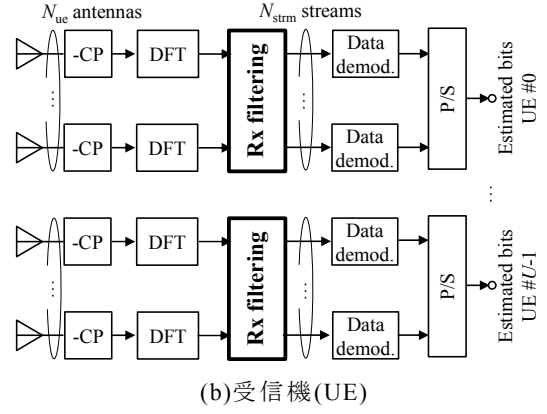 N_ue antennas
N_strm streams
-CP
DFT
Rx filtering
Data
demod.
P/S
Estimated bits
UE #0
...
-CP
DFT
Data
demod.
...
-CP
DFT
Rx filtering
Data
demod.
P/S
Estimated bits
UE #U-1
...
-CP
DFT
Data
demod.
(b)受信機(UE)